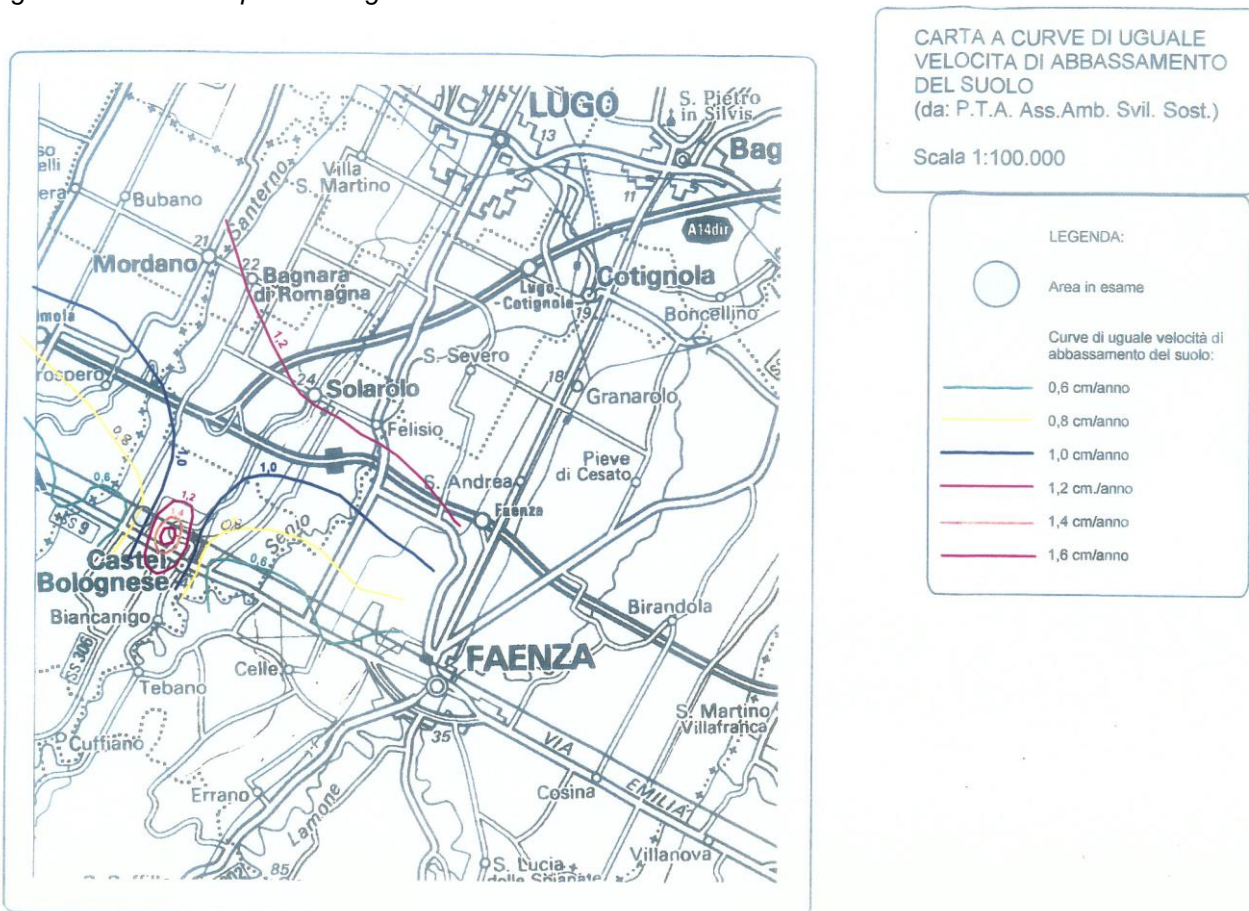 CARTA A CURVE DI UGUALE
VELOCITA DI ABBASSAMENTO
DEL SUOLO
(da: P.T.A. Ass.Amb. Svil. Sost.)
Scala 1:100.000
LEGENDA:
Area in esame
Curve di uguale velocità di
abbassamento del suolo:
0,6 cm/anno
0,8 cm/anno
1,0 cm/anno
1,2 cm./anno
1,4 cm/anno
1,6 cm/anno
LUGO
13
S. Pietro
in Silvis
Bag
11
Villa
S. Martino
Bubano
Santerno
21
Mordano
22
Bagnara
di Romagna
A14dir
Lugo-
Cotignola
Cotignola
19
Boncellino
1,2
S. Severo
24
Solarolo
18
Granarolo
Felisio
0,8
1,0
1,0
0,6
S. Andrea
Pieve
di Cesato
Faenza
1,2
1,4
SS 9
0,8
Senio
0,6
Castel
Bolognese
Biancanigo
SS 306
Celle
Tebano
FAENZA
Birandola
Cuffiano
35
S. Martino
Villafranca
VIA
EMILIA
Errano
Lamone
Cosina
Villanova
85
S. Lucia
delle Spianate